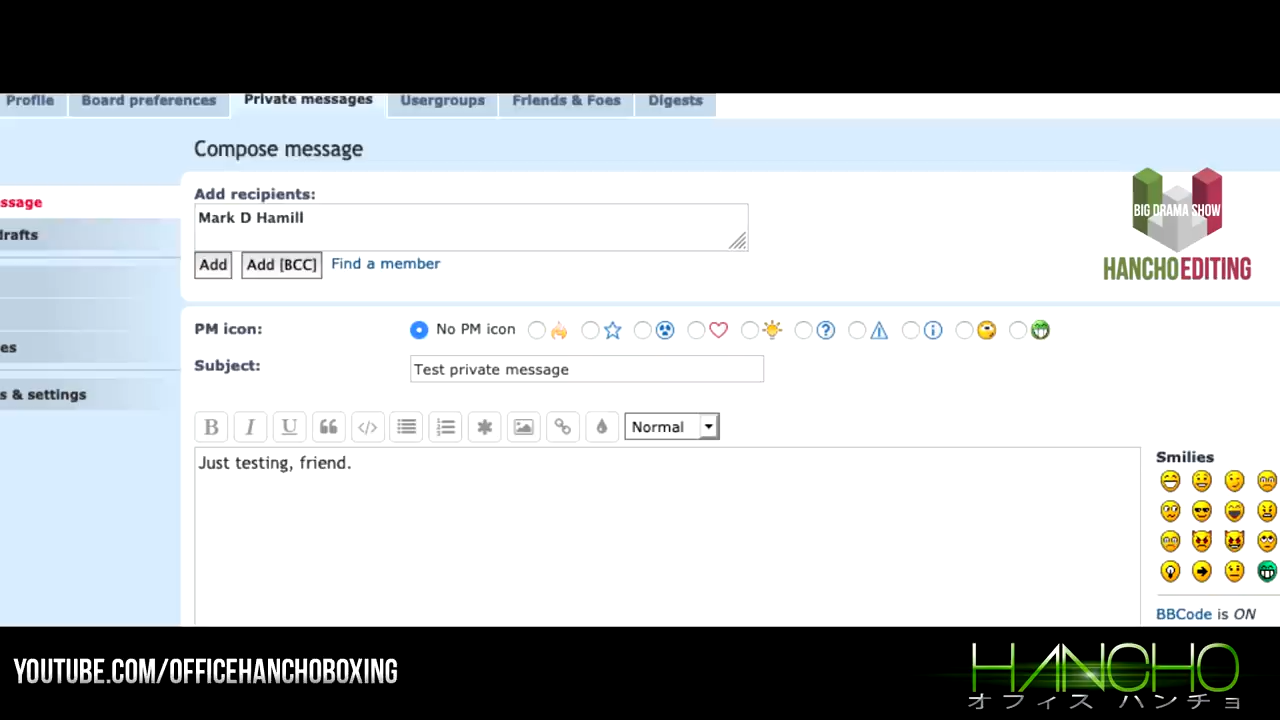 Profile
Board preferences
Private messages
Usergroups
Friends & Foes
Digests
Compose message
ssage
drafts
es
s & settings
Add recipients:
Mark D Hamill
Add
Add [BCC]
Find a member
BIG DRAMA SHOW
HANCHOEDITING
PM icon:
No PM icon
Subject:
Test private message
B I U
Normal
Just testing, friend.
Smilies
BBCode is ON
YOUTUBE.COM/OFFICEHANCHOBOXING
HANCHO
オフィス ハンチョ